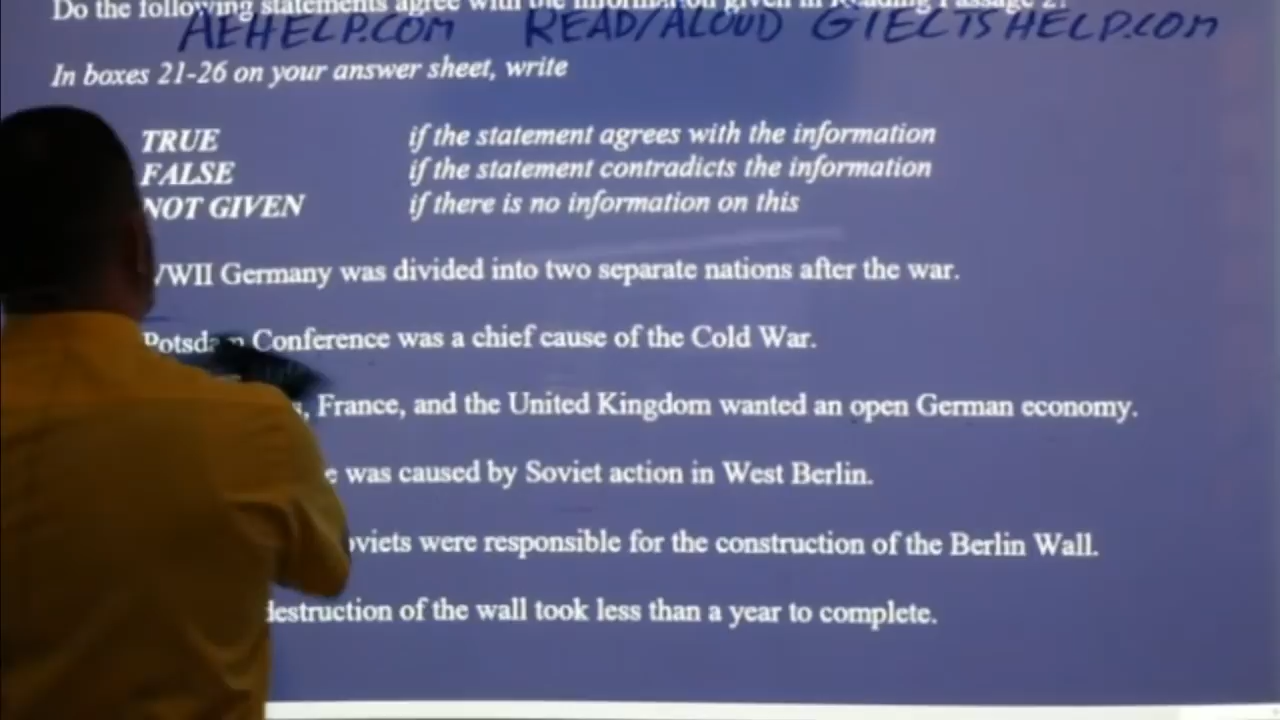 Do the following statements agree with the information given in Reading Passage 2?
AEHELP.COM READ/ALOUD GIELTSHELP.COM
In boxes 21-26 on your answer sheet, write
TRUE if the statement agrees with the information
FALSE if the statement contradicts the information
NOT GIVEN if there is no information on this
Germany was divided into two separate nations after the war.
Conference was a chief cause of the Cold War.
France, and the United Kingdom wanted an open German economy.
was caused by Soviet action in West Berlin.
were responsible for the construction of the Berlin Wall.
destruction of the wall took less than a year to complete.